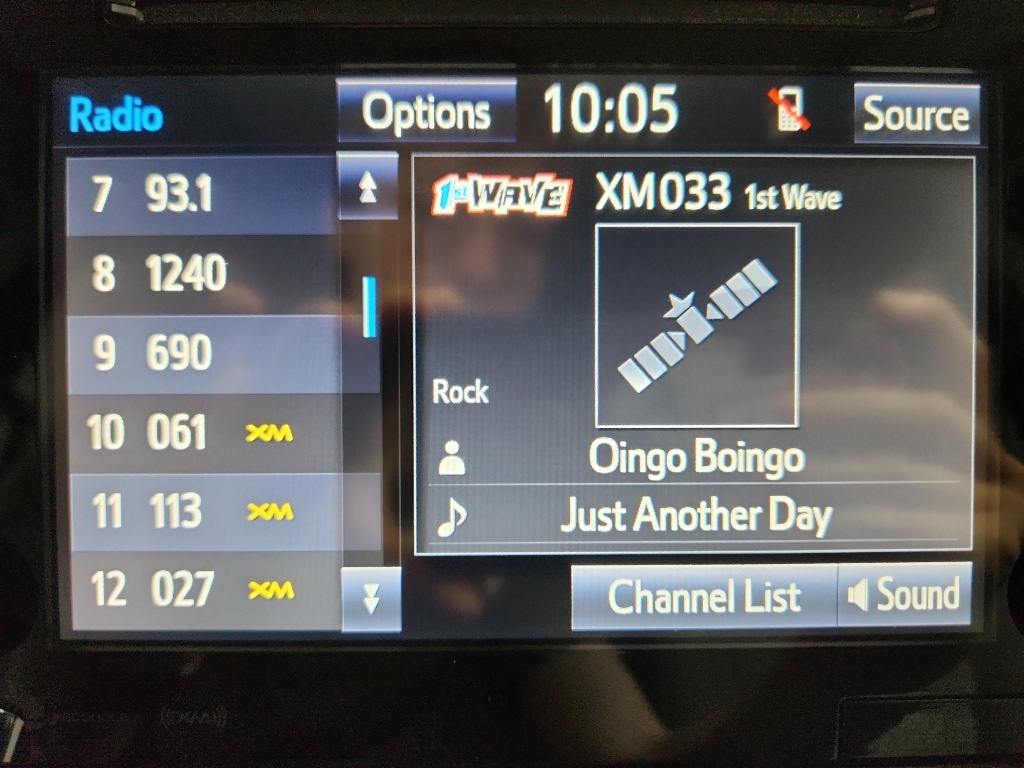 Radio
Options
10:05
Source
7 93.1
8 1240
9 690
10 061 XM
11 113 XM
12 027 XM
1st WAVE
XM033 1st Wave
Rock
Oingo Boingo
Just Another Day
Channel List
Sound
((XM))